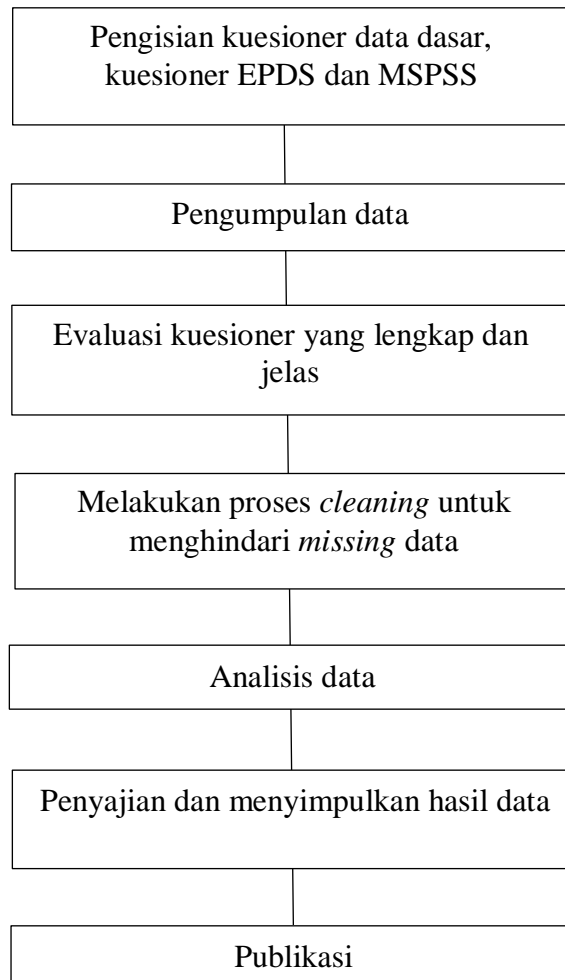 Pengisian kuesioner data dasar,
kuesioner EPDS dan MSPSS
Pengumpulan data
Evaluasi kuesioner yang lengkap dan
jelas
Melakukan proses cleaning untuk
menghindari missing data
Analisis data
Penyajian dan menyimpulkan hasil data
Publikasi